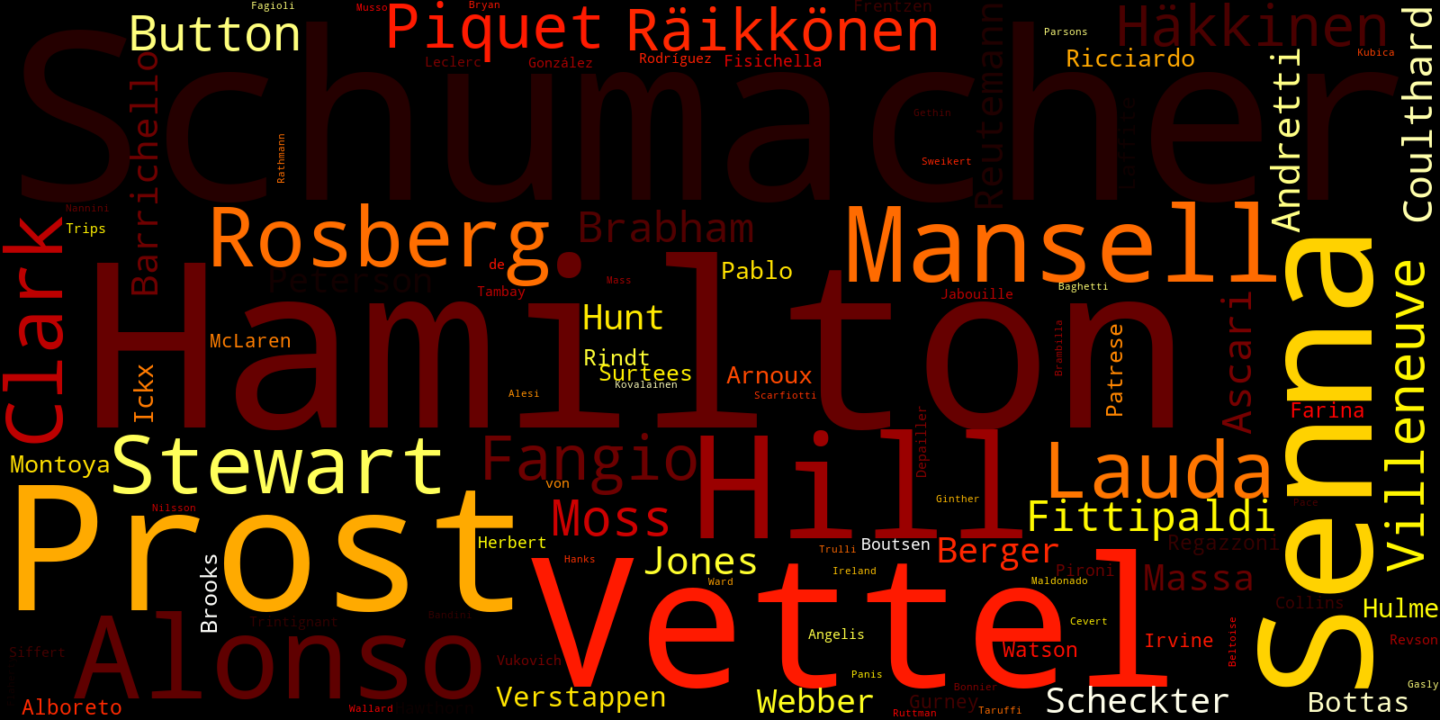 Fagioli
Musso
Bryan
Frentzen
Button
Piquet
Räikkönen
Häkkinen
Parsons
Ricciardo
Kubica
Coulthard
Leclerc
González
Rodríguez
Fisichella
Schumacher
Barrichello
Reutemann
Andretti
Gethin
Laffite
Rathmann
Sweikert
Nannini
Trips
Clark
Rosberg
Brabham
Mansell
de
Pablo
Peterson
Tambay
Mass
Jabouille
Baghetti
Hamilton
Senna
Villeneuve
Ascari
Hunt
McLaren
Rindt
Surtees
Kovalainen
Arnoux
Scarfiotti
Alesi
Ickx
Brambilla
Patrese
Farina
Depailler
Montoya
Stewart
Fangio
Hill
Lauda
von
Prost
Nilsson
Moss
Ginther
Fittipaldi
Herbert
Hanks
Jones
Trulli
Boutsen
Berger
Regazzoni
Brooks
Ward
Ireland
Pironi
Maldonado
Massa
Collins
Hulme
Vettel
Trintignant
Bandini
Siffert
Alonso
Angelis
Cevert
Watson
Irvine
Beltoise
Revson
Vukovich
Panis
Bonnier
Gasly
Alboreto
Wallard
Verstappen
Webber
Gurney
Ruttman
Taruffi
Scheckter
Bottas